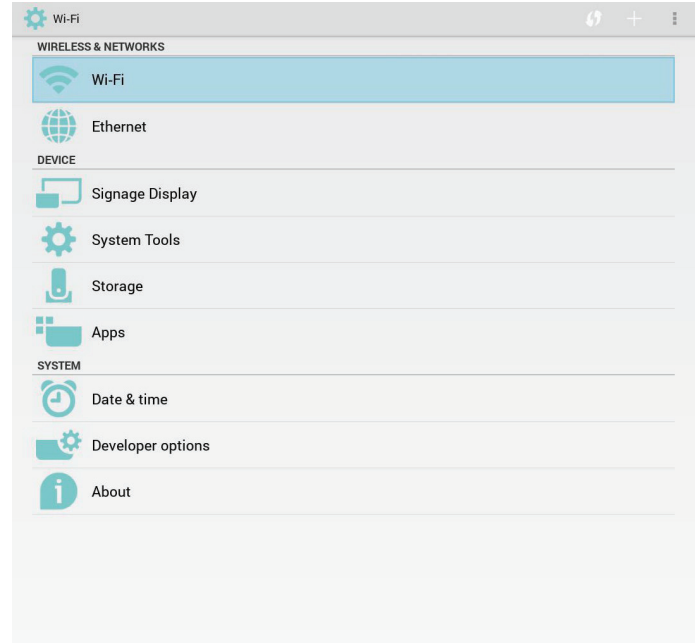 Wi-Fi
WIRELESS & NETWORKS
Wi-Fi
Ethernet
DEVICE
Signage Display
System Tools
Storage
Apps
SYSTEM
Date & time
Developer options
About